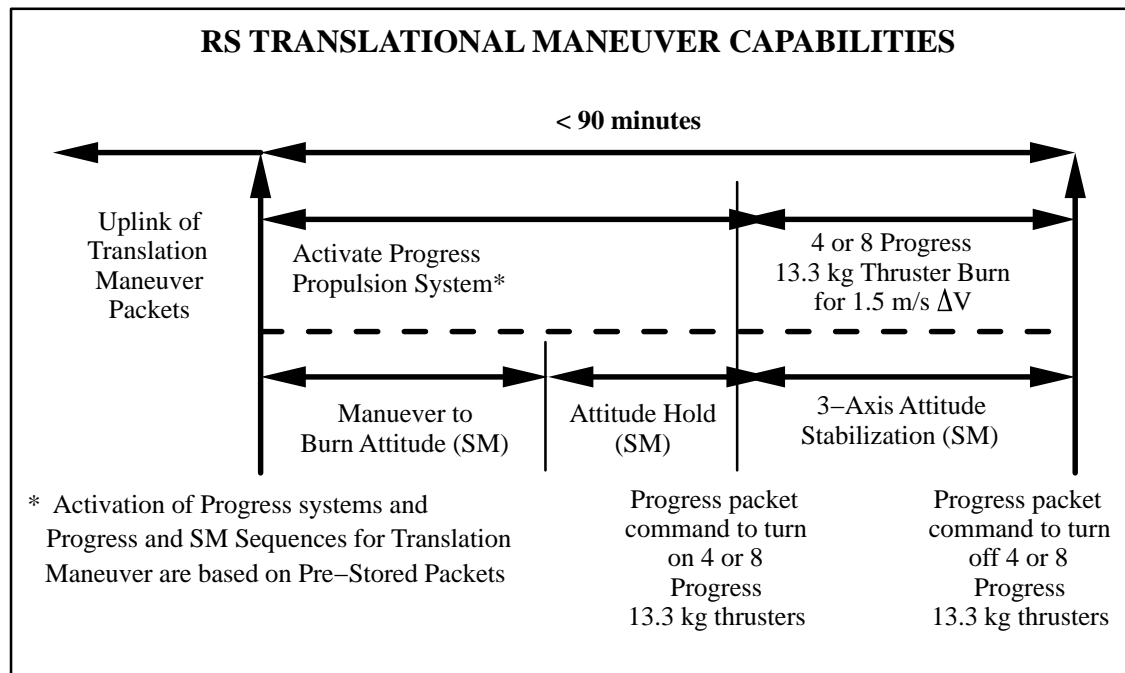 RS TRANSLATIONAL MANEUVER CAPABILITIES
< 90 minutes
Uplink of
Translation
Maneuver
Packets
Activate Progress
Propulsion System*
4 or 8 Progress
13.3 kg Thruster Burn
for 1.5 m/s ΔV
Manuever to
Burn Attitude (SM)
Attitude Hold
(SM)
3−Axis Attitude
Stabilization (SM)
* Activation of Progress systems and
Progress and SM Sequences for Translation
Maneuver are based on Pre−Stored Packets
Progress packet
command to turn
on 4 or 8
Progress
13.3 kg thrusters
Progress packet
command to turn
off 4 or 8
Progress
13.3 kg thrusters